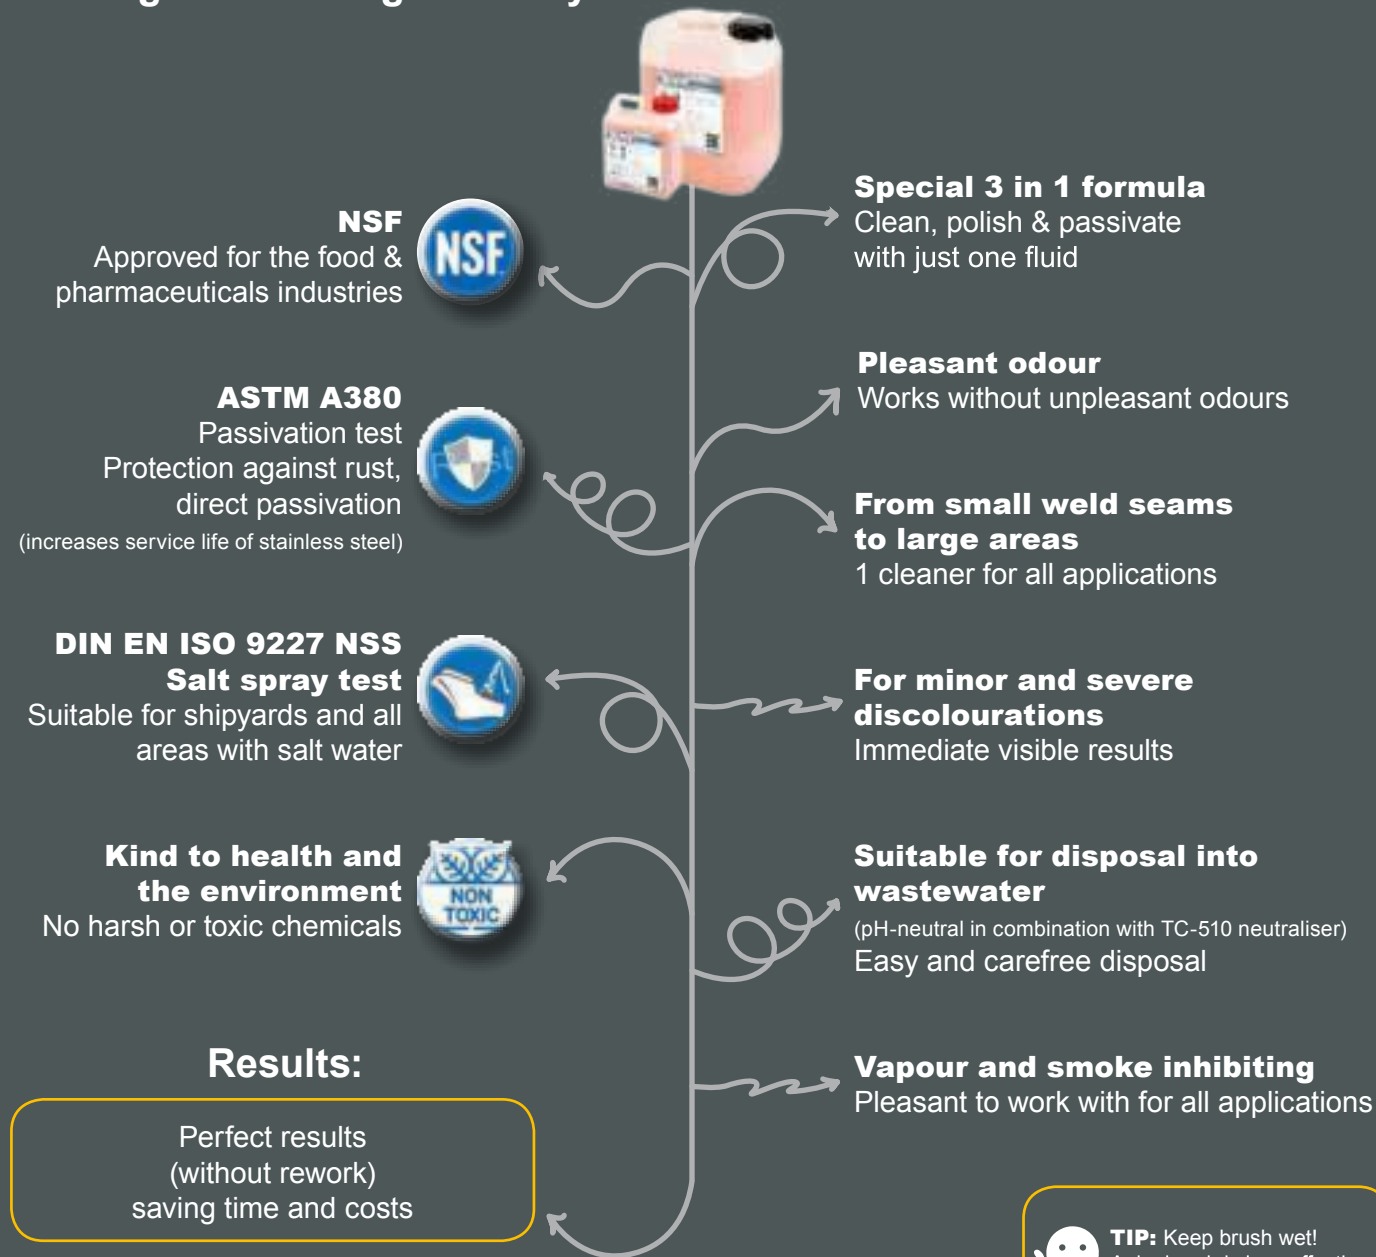 NSF
Approved for the food &
pharmaceuticals industries
NSF
Special 3 in 1 formula
Clean, polish & passivate
with just one fluid
ASTM A380
Passivation test
Protection against rust,
direct passivation
(increases service life of stainless steel)
Pleasant odour
Works without unpleasant odours
From small weld seams
to large areas
1 cleaner for all applications
DIN EN ISO 9227 NSS
Salt spray test
Suitable for shipyards and all
areas with salt water
For minor and severe
discolourations
Immediate visible results
Kind to health and
the environment
No harsh or toxic chemicals
NON
TOXIC
Suitable for disposal into
wastewater
(pH-neutral in combination with TC-510 neutraliser)
Easy and carefree disposal
Vapour and smoke inhibiting
Pleasant to work with for all applications
Results:
Perfect results
(without rework)
saving time and costs
TIP: Keep brush wet!